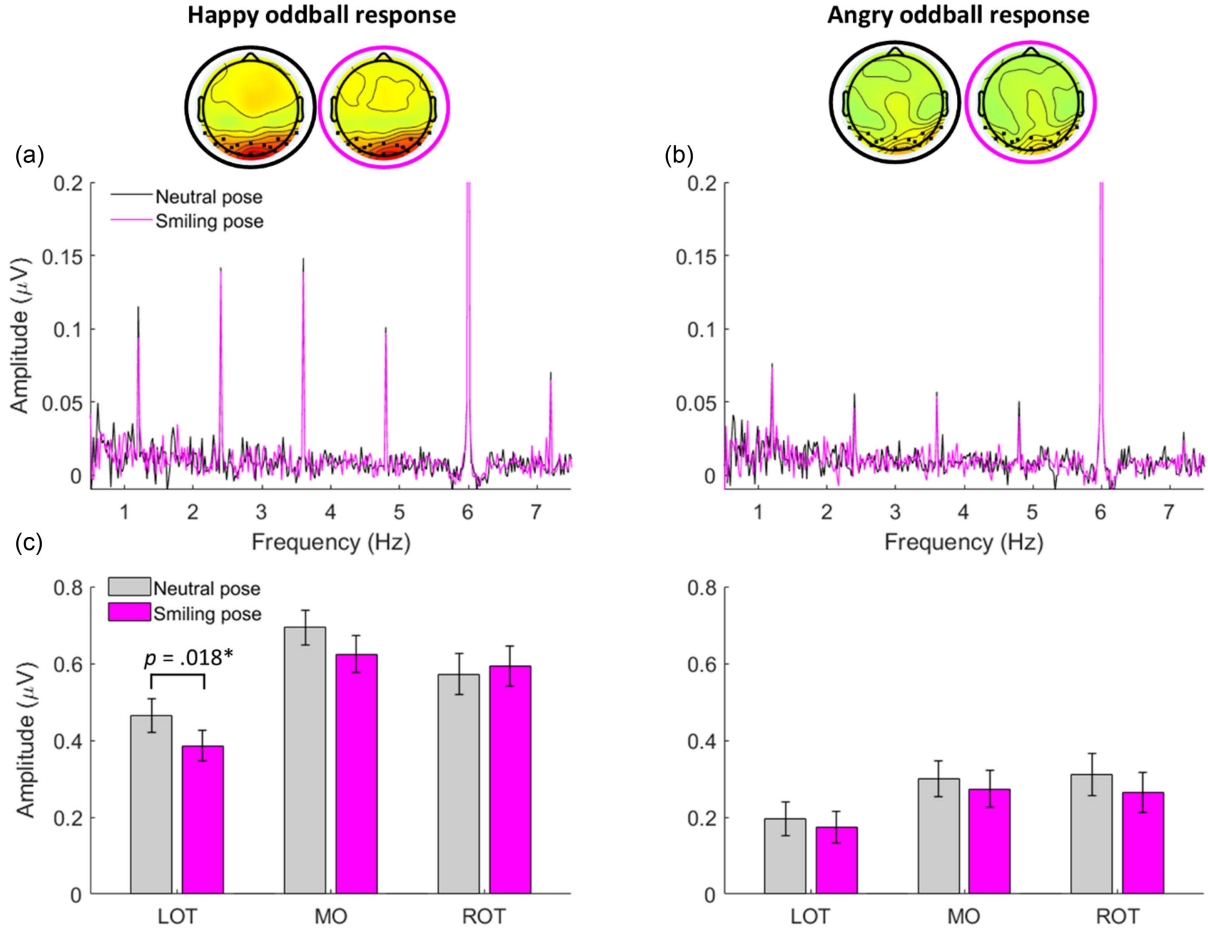 Happy oddball response
Angry oddball response
(a)
(b)
0.2
0.15
0.1
0.05
0
Amplitude (μV)
Neutral pose
Smiling pose
1 2 3 4 5 6 7
Frequency (Hz)
0.2
0.15
0.1
0.05
0
1 2 3 4 5 6 7
Frequency (Hz)
(c)
0.8
0.6
0.4
0.2
0
Amplitude (μV)
Neutral pose
Smiling pose
p = .018*
LOT MO ROT
0.8
0.6
0.4
0.2
0
LOT MO ROT